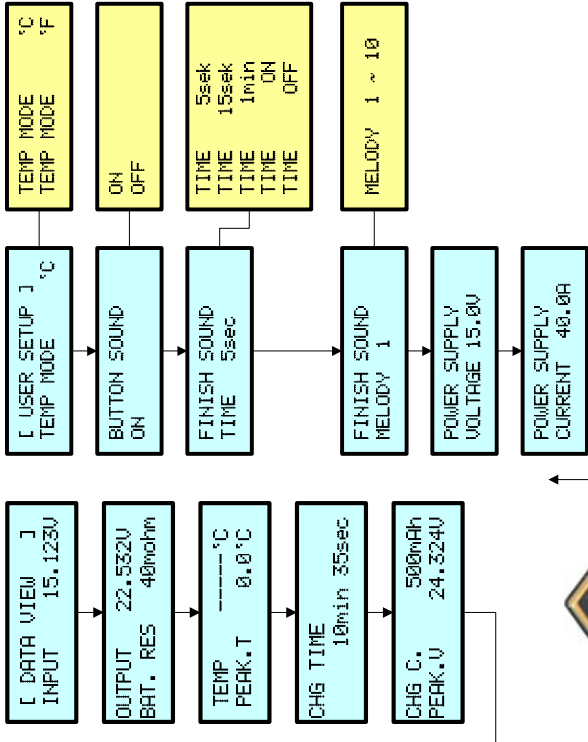 [ DATA VIEW ]
INPUT 15.123V
OUTPUT 22.532V
BAT. RES 40mohm
TEMP -----°C
PEAK.T 0.0°C
CHG TIME
10min 35sec
CHG C. 500mAh
PEAK.V 24.324V
[ USER SETUP ]
TEMP MODE °C
TEMP MODE °C
TEMP MODE °F
BUTTON SOUND
ON
ON
OFF
FINISH SOUND
TIME 5sec
TIME 5sek
TIME 15sek
TIME 1min
TIME ON
TIME OFF
FINISH SOUND
MELODY 1
MELODY 1 ~ 10
POWER SUPPLY
VOLTAGE 15.0V
POWER SUPPLY
CURRENT 40.0A